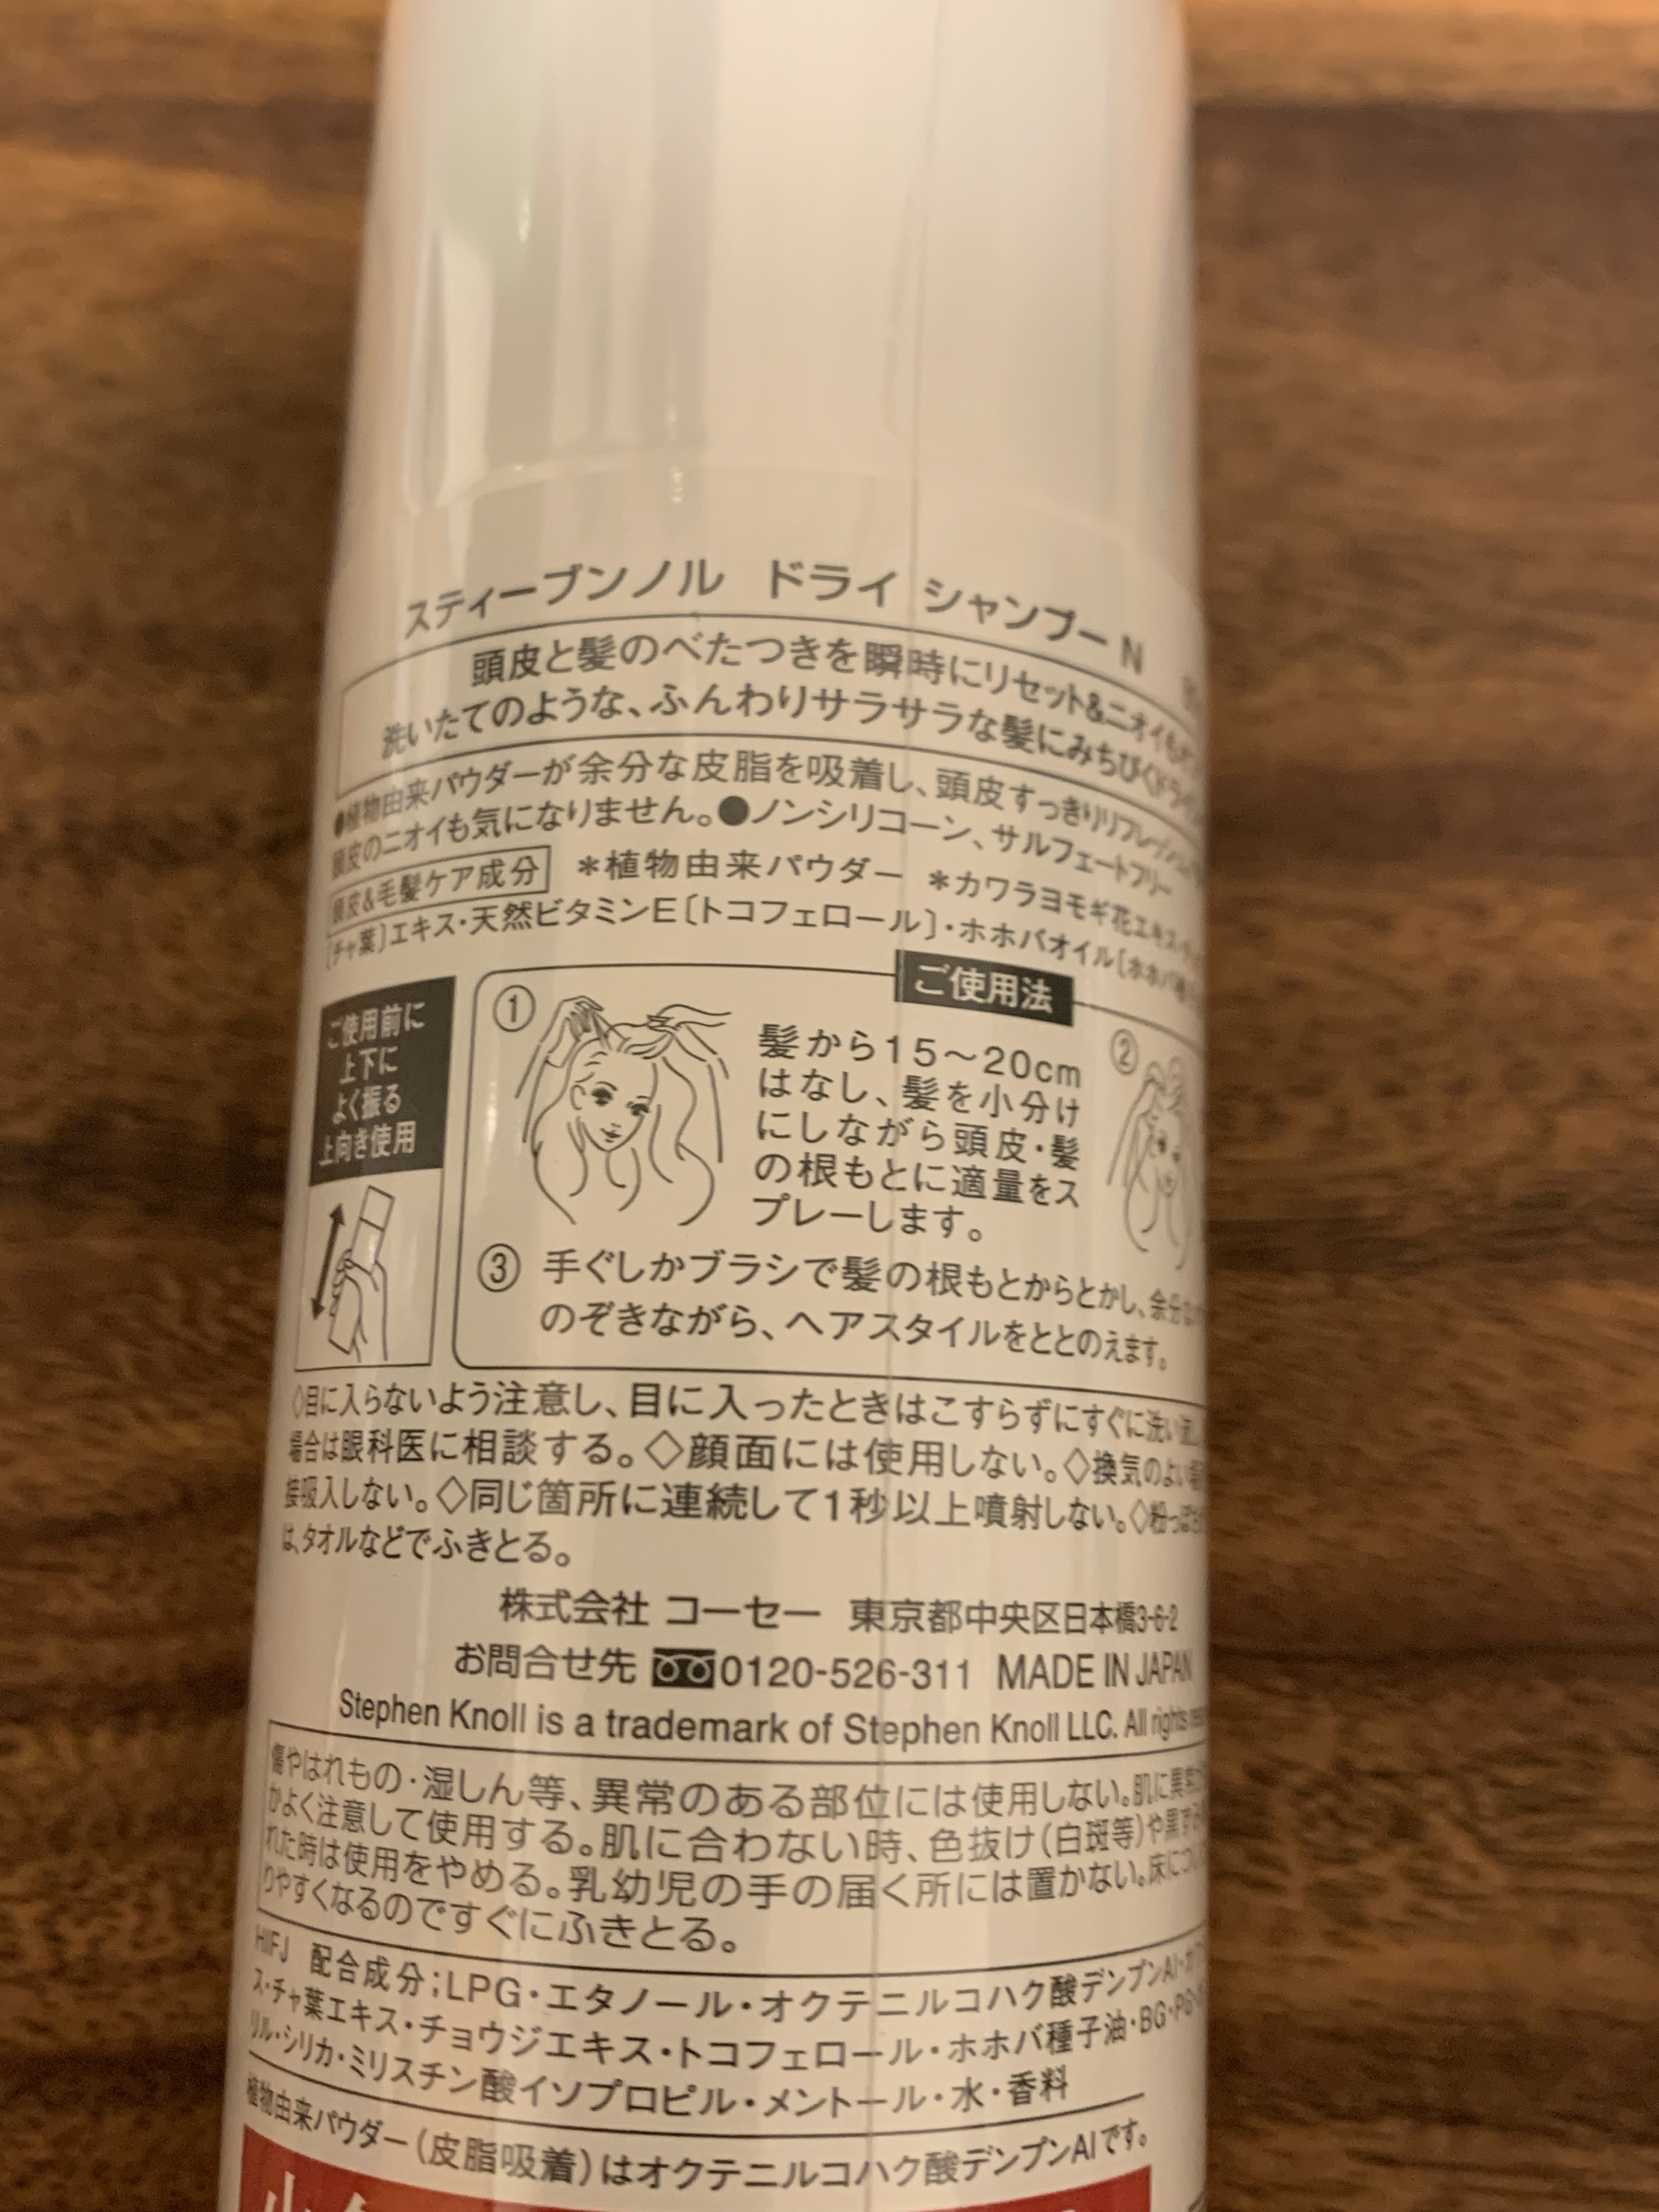 スティーブンノル ドライ シャンプー N
頭皮と髪のべたつきを瞬時にリセット&ニオイも
洗いたてのような、ふんわりサラサラな髪にみちびくドライ
●植物由来パウダーが余分な皮脂を吸着し、頭皮すっきりリフレッシュ
頭皮のニオイも気になりません。●ノンシリコーン、サルフェートフリー
頭皮&毛髪ケア成分 *植物由来パウダー *カワラヨモギ花エキス
〔チャ葉〕エキス・天然ビタミンE〔トコフェロール〕・ホホバオイル〔ホホバ種
ご使用前に
上下に
よく振る
上向き使用
ご使用法
①
髪から15～20cm
はなし、髪を小分け
にしながら頭皮・髪
の根もとに適量をス
プレーします。
②
③ 手ぐしかブラシで髪の根もとからとかし、余分な
のぞきながら、ヘアスタイルをととのえます。
◇目に入らないよう注意し、目に入ったときはこすらずにすぐに洗い流し
場合は眼科医に相談する。◇顔面には使用しない。◇換気のよい場
接吸入しない。◇同じ箇所に連続して1秒以上噴射しない。◇粉っぽ
は、タオルなどでふきとる。
株式会社 コーセー 東京都中央区日本橋3-6-2
お問合せ先 0120-526-311 MADE IN JAPAN
Stephen Knoll is a trademark of Stephen Knoll LLC. All rights
傷やはれもの・湿しん等、異常のある部位には使用しない。肌に異常
かよく注意して使用する。肌に合わない時、色抜け(白斑等)や黒ずみ
れた時は使用をやめる。乳幼児の手の届く所には置かない。床につ
りやすくなるのですぐにふきとる。
HIFJ 配合成分;LPG・エタノール・オクテニルコハク酸デンプンAl・カ
ス・チャ葉エキス・チョウジエキス・トコフェロール・ホホバ種子油・BG・PG
リル・シリカ・ミリスチン酸イソプロピル・メントール・水・香料
植物由来パウダー(皮脂吸着)はオクテニルコハク酸デンプンAlです。